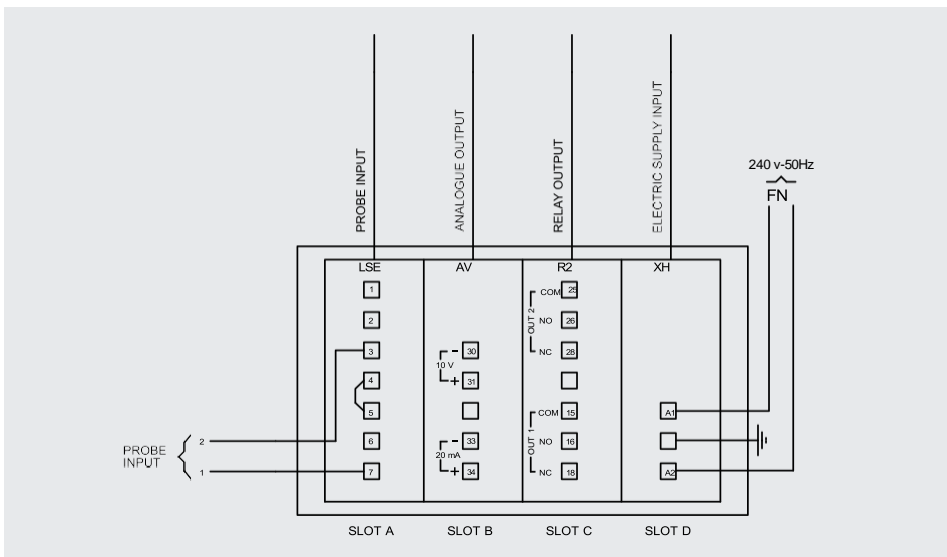 240 v-50Hz
FN
PROBE INPUT
ANALOGUE OUTPUT
RELAY OUTPUT
ELECTRIC SUPPLY INPUT
LSE
AV
R2
XH
1
2
3
4
5
6
7
- 30
10 V
+ 31
- 33
20 mA
+ 34
OUT 2
COM 25
NO 26
NC 28
OUT 1
COM 15
NO 16
NC 18
A1
A2
PROBE
INPUT
2
1
SLOT A
SLOT B
SLOT C
SLOT D